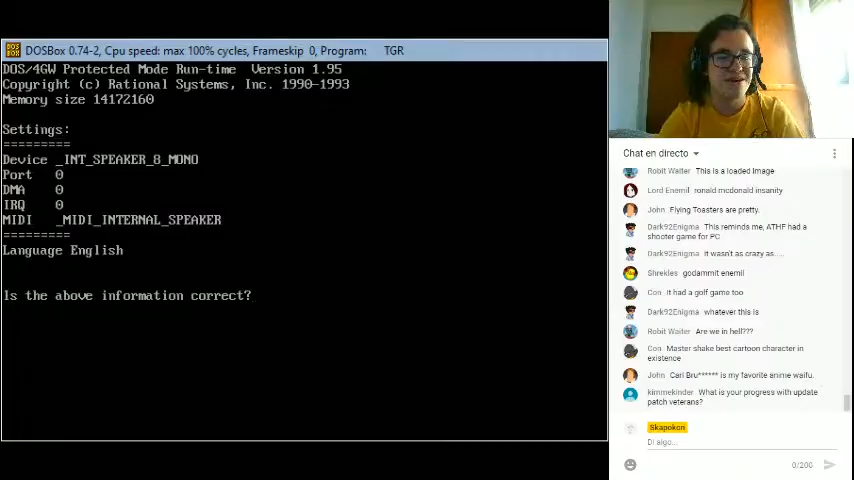 DOSBox 0.74-2, Cpu speed: max 100% cycles, Frameskip 0, Program: TGR
DOS/4GW Protected Mode Run-time Version 1.95
Copyright (c) Rational Systems, Inc. 1990-1993
Memory size 14172160
Settings:
=========
Device _INT_SPEAKER_8_MONO
Port 0
DMA 0
IRQ 0
MIDI _MIDI_INTERNAL_SPEAKER
=========
Language English
Is the above information correct?
Chat en directo
Robit Waiter This is a loaded image
Lord Enemil ronald mcdonald insanity
John Flying Toasters are pretty.
Dark92Enigma This reminds me, ATHF had a
shooter game for PC
Dark92Enigma it wasn't as crazy as.....
Shrekles godammit enemil
Con It had a golf game too
Dark92Enigma whatever this is
Robit Waiter Are we in hell???
Con Master shake best cartoon character in
existence
John Carl Bru****** is my favorite anime waifu.
kimmekinder What is your progress with update
patch veterans?
Skapokon
Di algo...
0/200